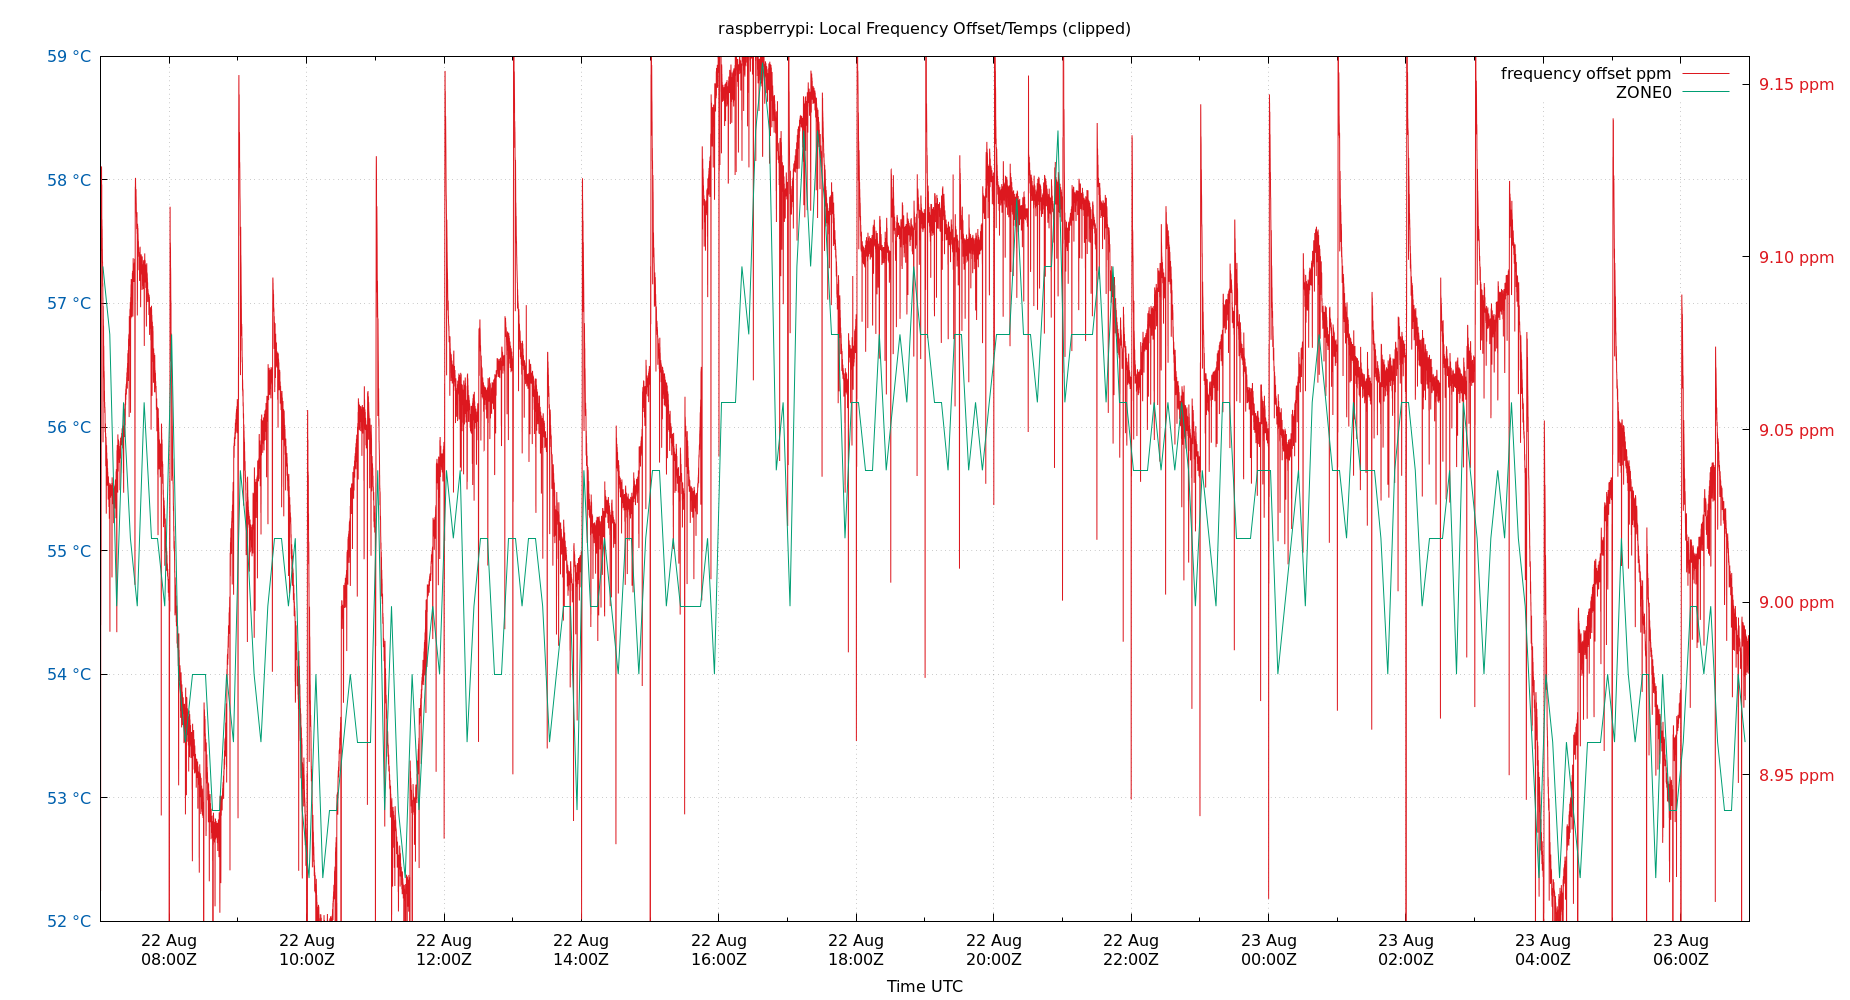 raspberrypi: Local Frequency Offset/Temps (clipped)
59 °C
58 °C
57 °C
56 °C
55 °C
54 °C
53 °C
52 °C
frequency offset ppm
ZONE0
9.15 ppm
9.10 ppm
9.05 ppm
9.00 ppm
8.95 ppm
22 Aug
08:00Z
22 Aug
10:00Z
22 Aug
12:00Z
22 Aug
14:00Z
22 Aug
16:00Z
22 Aug
18:00Z
22 Aug
20:00Z
22 Aug
22:00Z
23 Aug
00:00Z
23 Aug
02:00Z
23 Aug
04:00Z
23 Aug
06:00Z
Time UTC